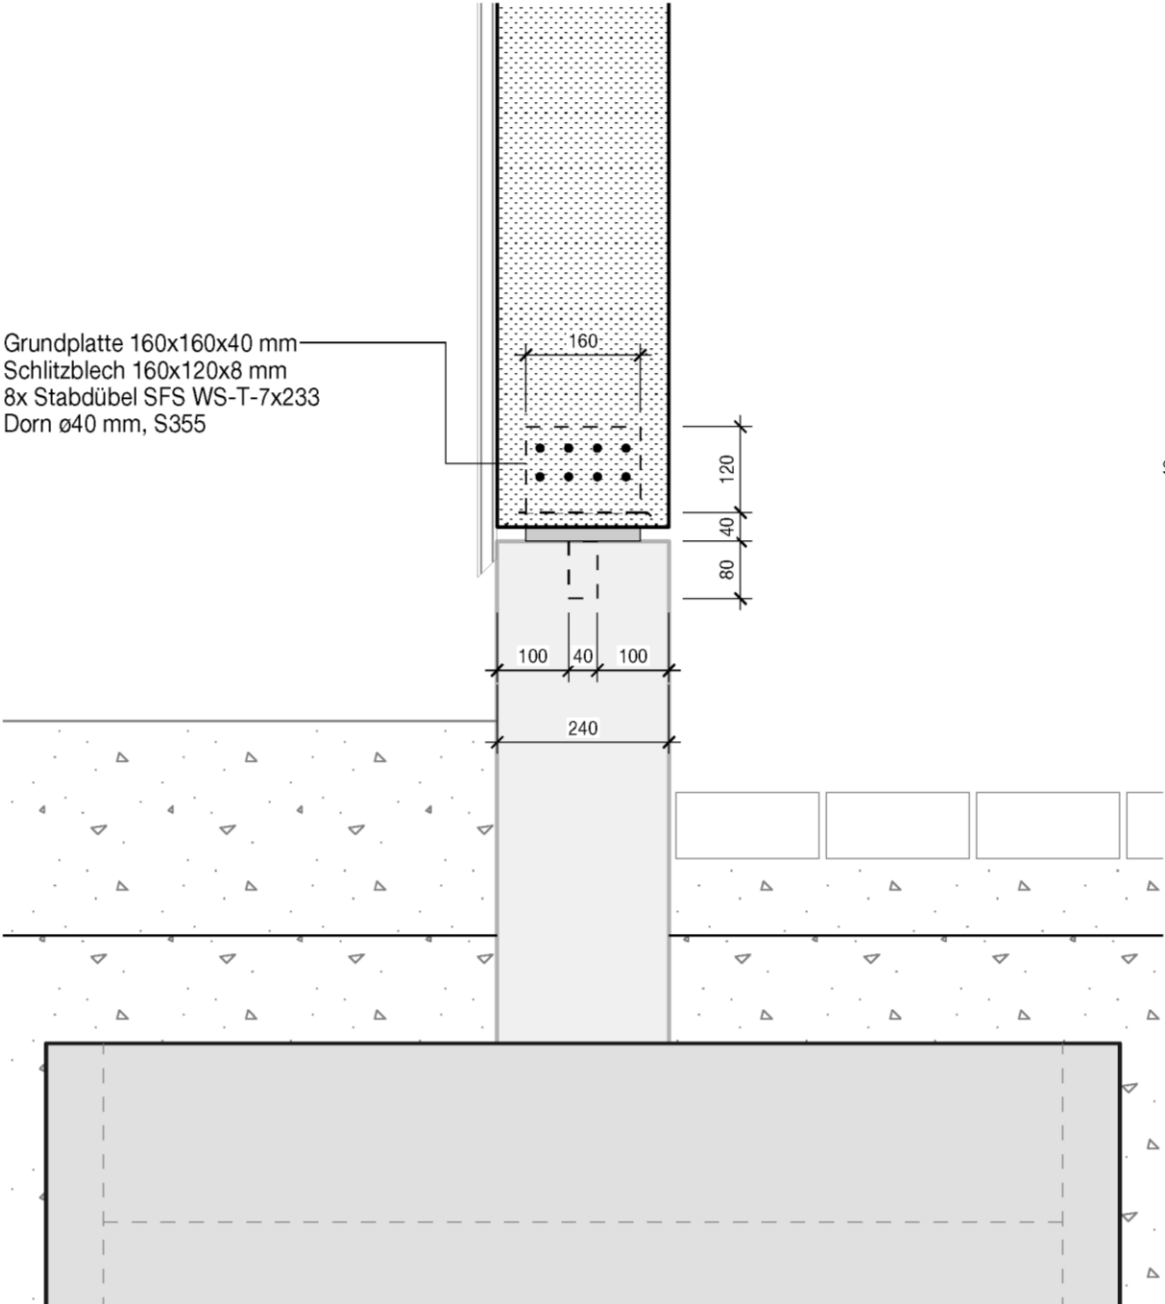 Grundplatte 160x160x40 mm
Schlitzblech 160x120x8 mm
8x Stabdübel SFS WS-T-7x233
Dorn ø40 mm, S355
160
120
40
80
100 40 100
240